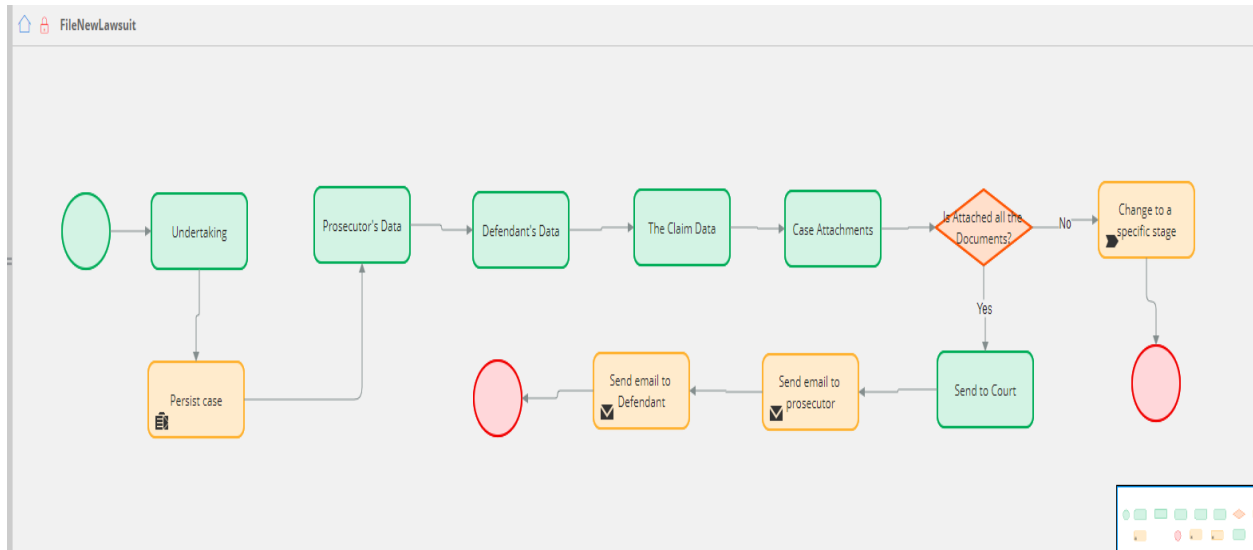 FileNewLawsuit
Undertaking
Prosecutor's Data
Defendant's Data
The Claim Data
Case Attachments
Is Attached all the
Documents?
No
Change to a
specific stage
Yes
Persist case
Send email to
Defendant
Send email to
prosecutor
Send to Court